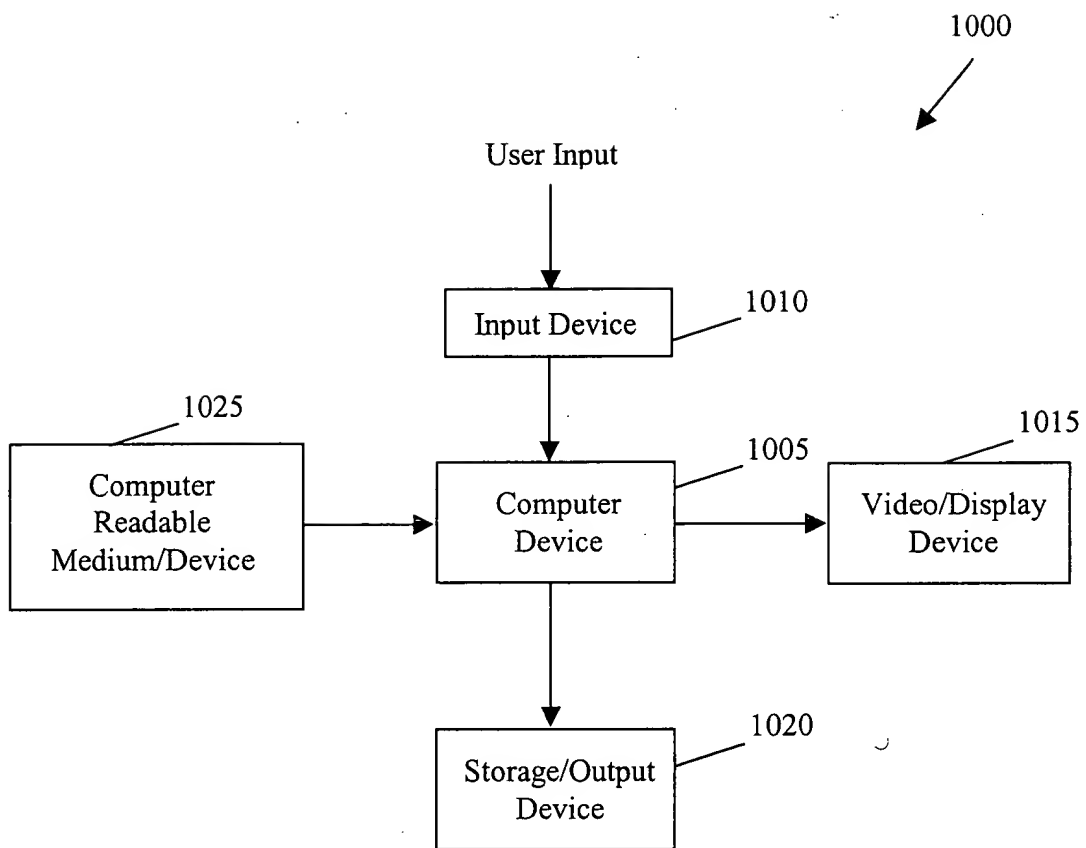 1000
User Input
Input Device
1010
1025
Computer
Readable
Medium/Device
1005
Computer
Device
1015
Video/Display
Device
1020
Storage/Output
Device